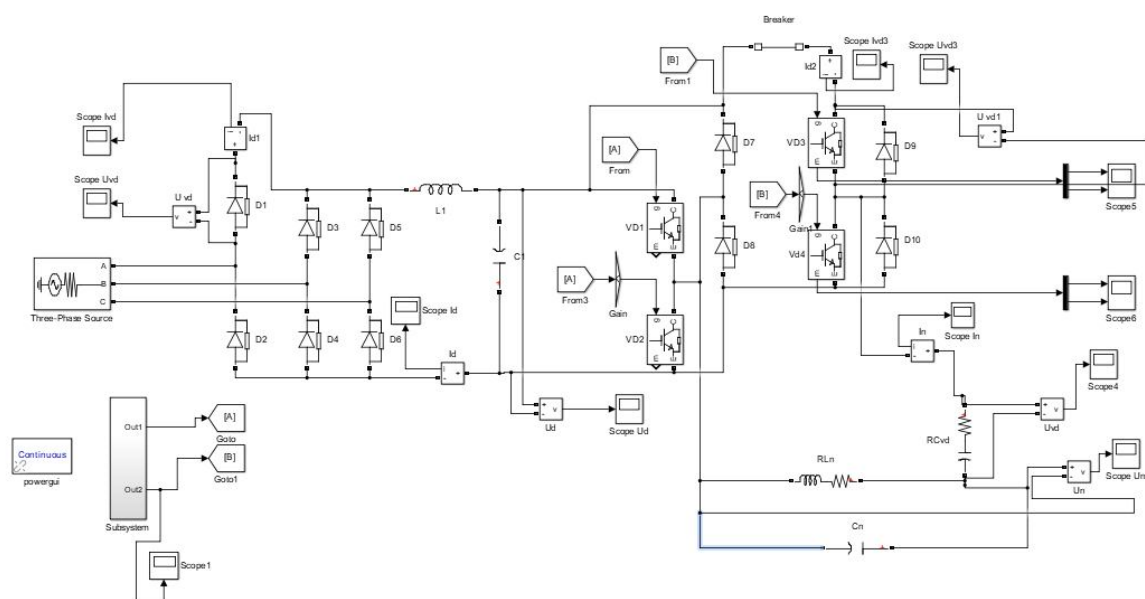 Breaker
Scope Ivd3
Scope Uvd3
[B]
From1
Id2
Scope Ivd
Id1
U vd1
v
D7
VD3
D9
[A]
From
Scope Uvd
U vd
v
D1
[B]
From4
Scope5
D3
D5
L1
VD1
Gain1
D8
Vd4
D10
C1
A
B
C
Three-Phase Source
[A]
From3
Gain
Scope Id
Scope6
D2
D4
D6
VD2
In
Scope In
Id
Scope4
[A]
Goto
Out1
Ud
v
Scope Ud
Uvd
v
RCvd
Continuous
powergui
[B]
Goto1
Out2
RLn
Un
v
Scope Un
Subsystem
Cn
Scope1